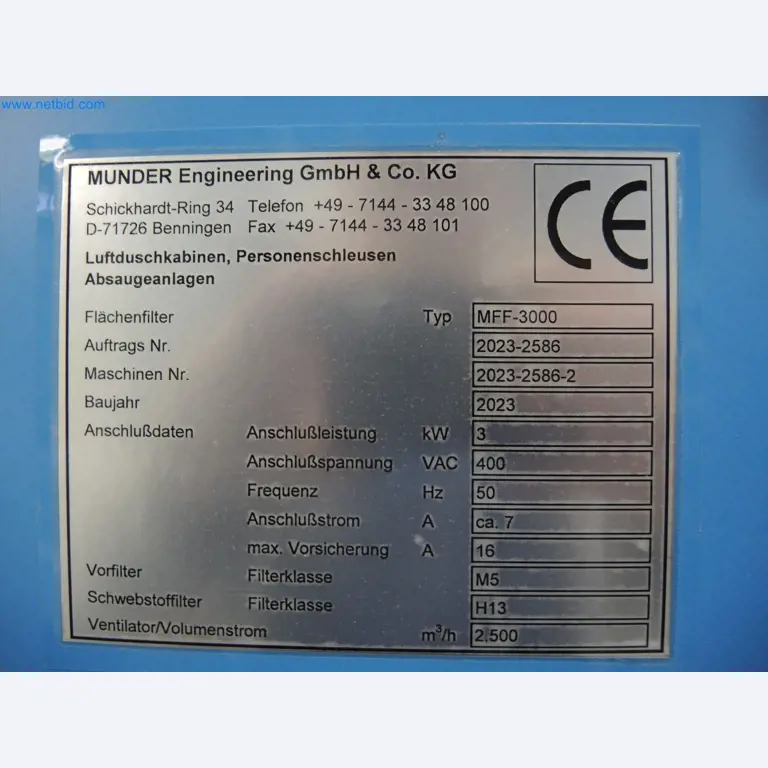 www.netbid.com
MUNDER Engineering GmbH & Co. KG
Schickhardt-Ring 34 Telefon +49 - 7144 - 33 48 100
D-71726 Benningen Fax +49 - 7144 - 33 48 101
Luftduschkabinen, Personenschleusen
Absaugeanlagen
CE
Flächenfilter Typ MFF-3000
Auftrags Nr. 2023-2586
Maschinen Nr. 2023-2586-2
Baujahr 2023
Anschlußdaten Anschlußleistung kW 3
Anschlußspannung VAC 400
Frequenz Hz 50
Anschlußstrom A ca. 7
max. Vorsicherung A 16
Vorfilter Filterklasse M5
Schwebstoffilter Filterklasse H13
Ventilator/Volumenstrom m³/h 2.500